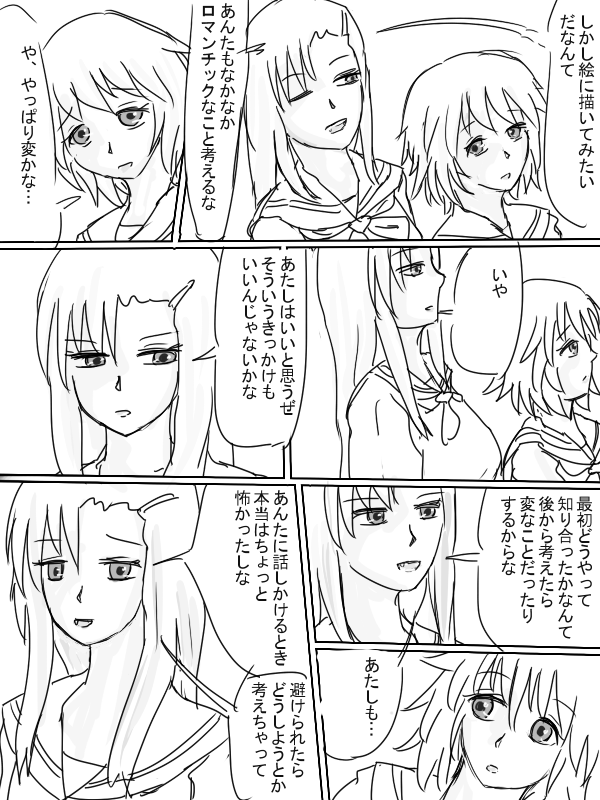 しかし絵に描いてみたい
だなんて
あんたもなかなか
ロマンチックなこと考えるな
や、やっぱり変かな…
いや
あたしはいいと思うぜ
そういうきっかけも
いいんじゃないかな
最初どうやって
知り合ったかなんて
後から考えたら
変なことだったり
するからな
あたしも…
あんたに話しかけるとき
本当はちょっと
怖かったしな
避けられたら
どうしようとか
考えちゃって